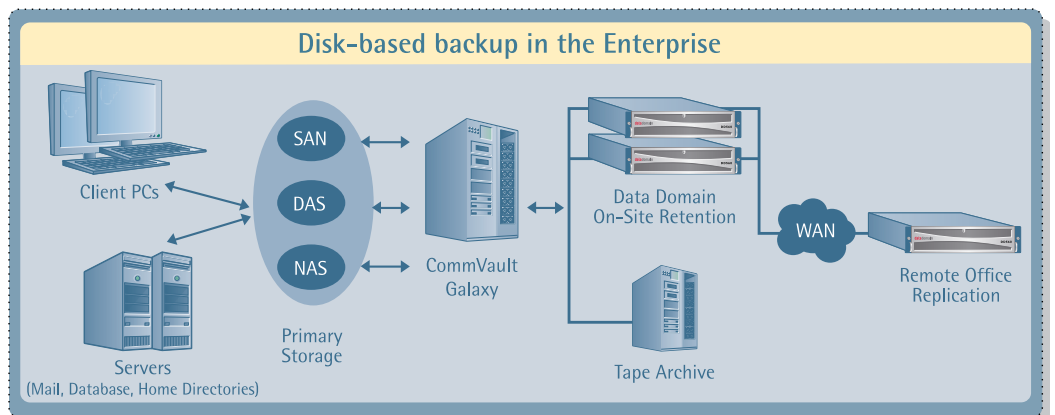 Disk-based backup in the Enterprise
Client PCs
Servers
(Mail, Database, Home Directories)
SAN
DAS
NAS
Primary
Storage
CommVault
Galaxy
Data Domain
On-Site Retention
Tape Archive
WAN
Remote Office
Replication